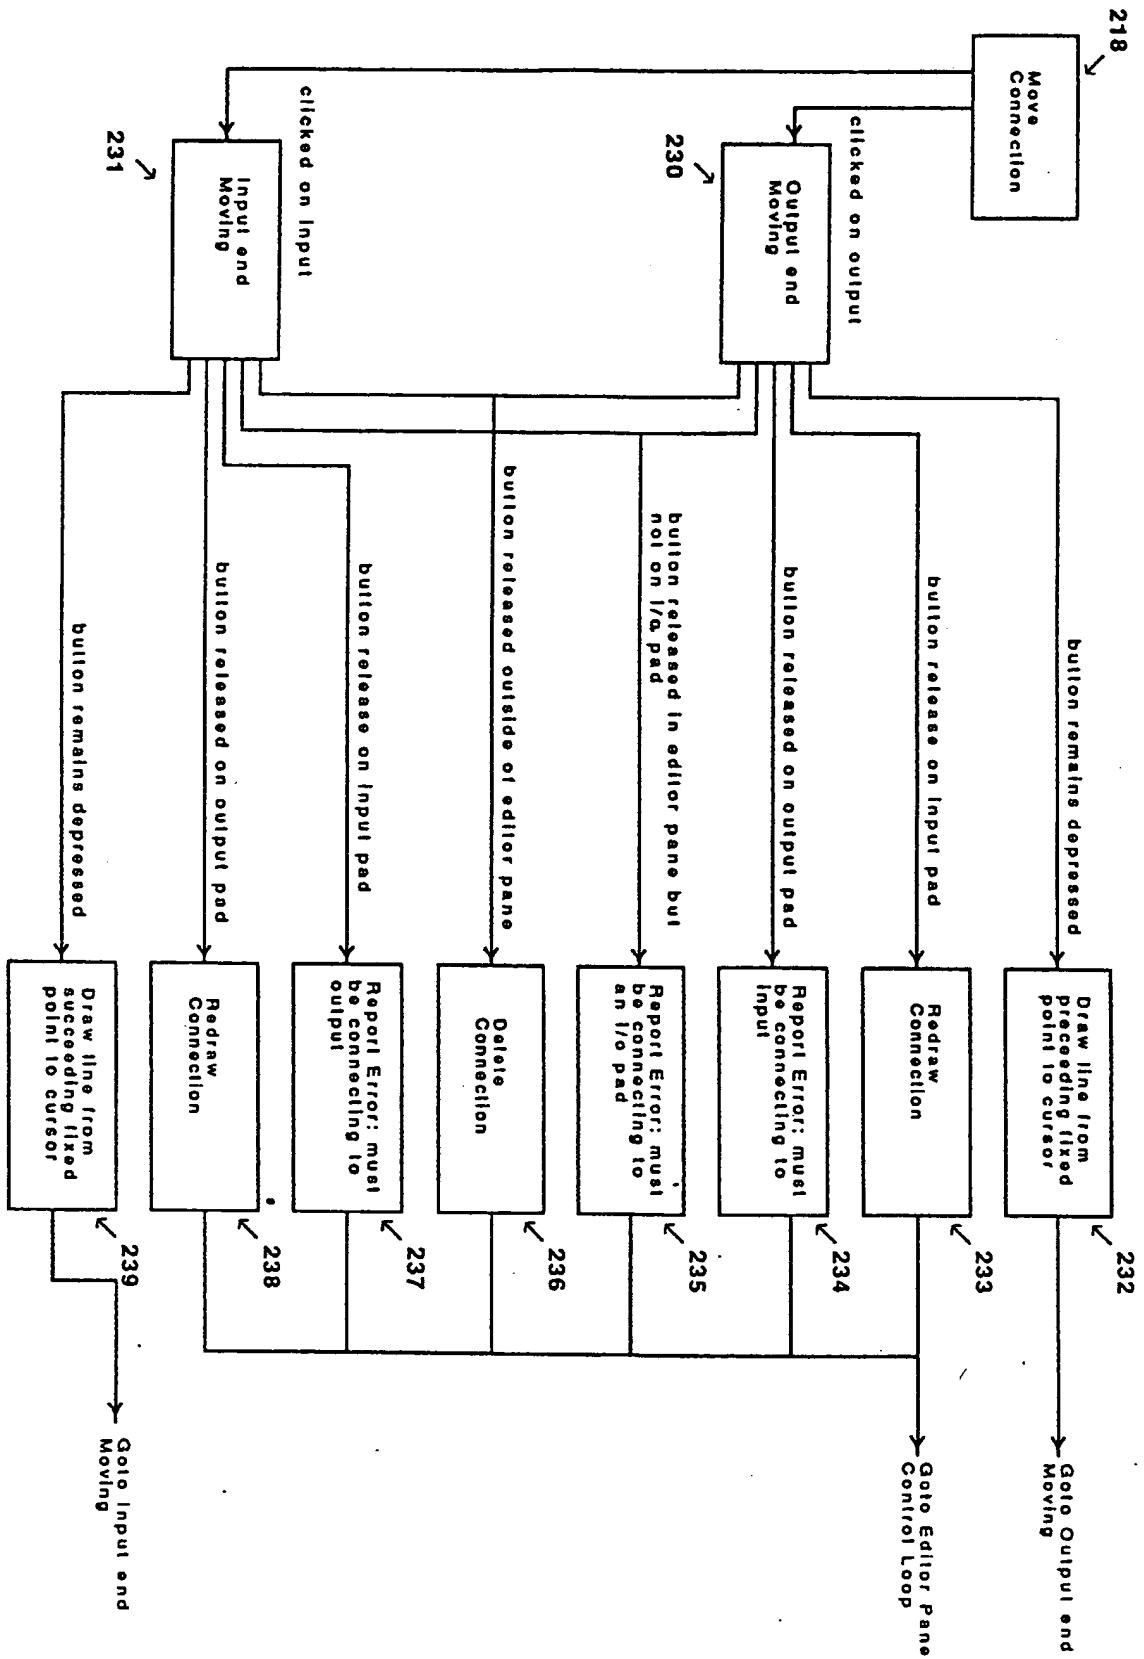 218
Move
Connection
clicked on output
clicked on input
230
Output end
Moving
231
Input end
Moving
button remains depressed
button release on input pad
button released on output pad
button released in editor pane but
not on i/o pad
button released outside of editor pane
button release on input pad
button released on output pad
button remains depressed
Draw line from
preceeding fixed
point to cursor
232
Redraw
Connection
233
Report Error: must
be connecting to
input
234
Report Error: must
be connecting to
an i/o pad
235
Delete
Connection
236
Report Error: must
be connecting to
output
237
Redraw
Connection
238
Draw line from
succeeding fixed
point to cursor
239
Goto Output end
Moving
Goto Editor Pane
Control Loop
Goto Input end
Moving